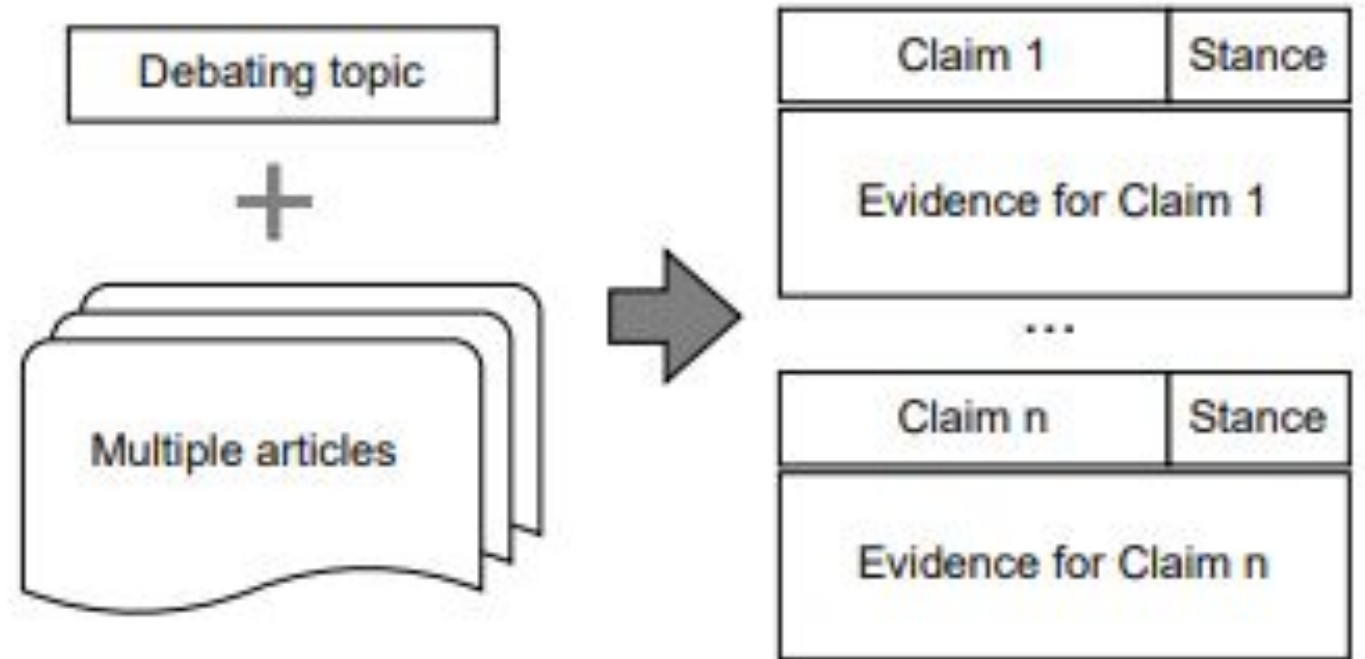 Debating topic
+
Multiple articles
Claim 1
Stance
Evidence for Claim 1
...
Claim n
Stance
Evidence for Claim n